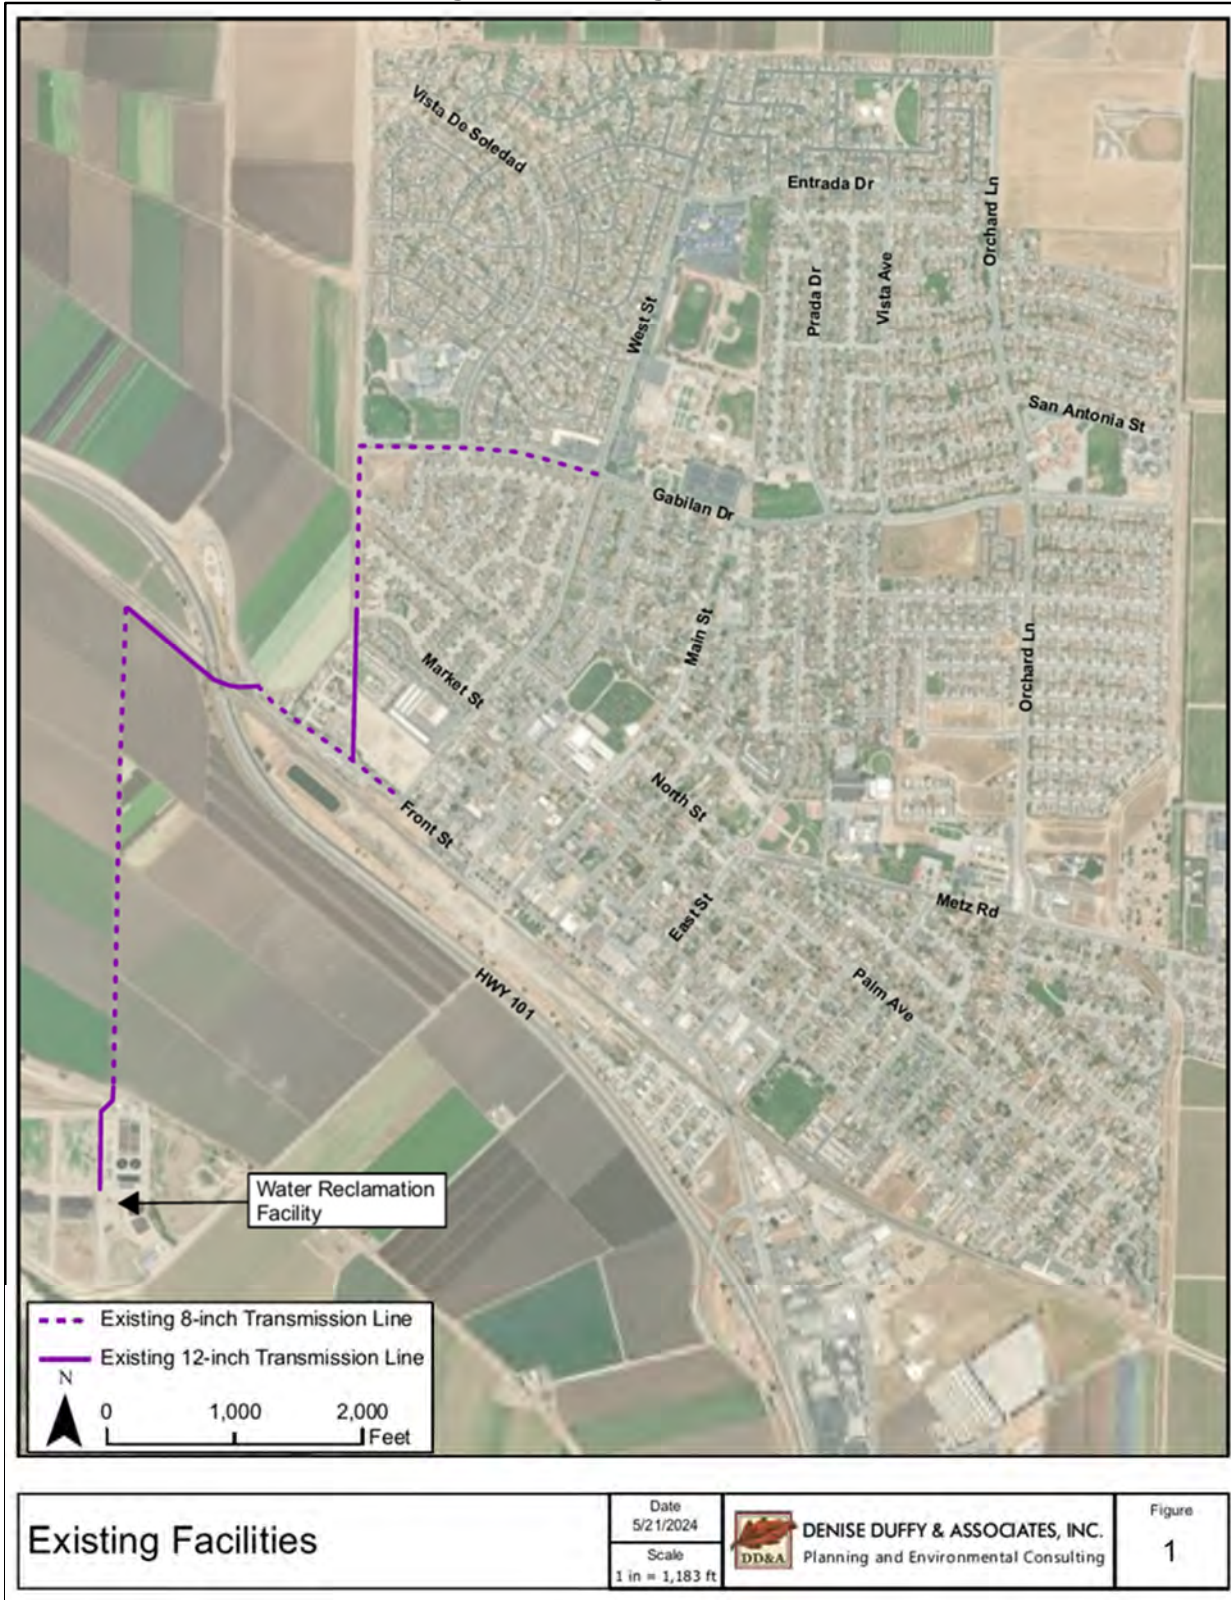 Vista De Soledad
Entrada Dr
Orchard Ln
Prada Dr
Vista Ave
West St
San Antonia St
Gabilan Dr
Main St
Market St
Orchard Ln
North St
Front St
East St
Metz Rd
HWY 101
Palm Ave
Water Reclamation
Facility
Existing 8-inch Transmission Line
Existing 12-inch Transmission Line
N
0 1,000 2,000
Feet
Existing Facilities
Date
5/21/2024
Scale
1 in = 1,183 ft
DD&A
DENISE DUFFY & ASSOCIATES, INC.
Planning and Environmental Consulting
Figure
1